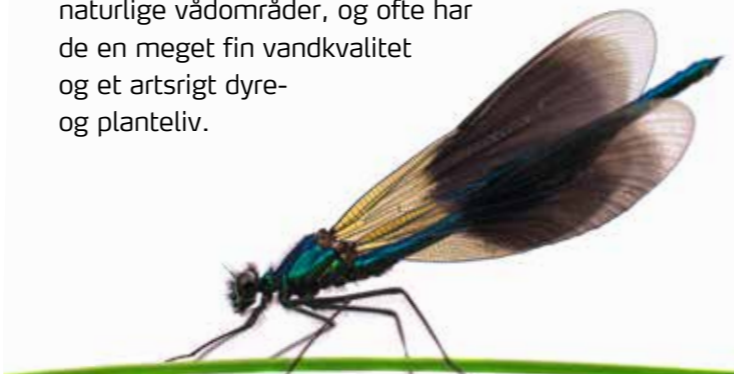 naturlige vådområder, og ofte har
de en meget fin vandkvalitet
og et artsrigt dyre-
og planteliv.